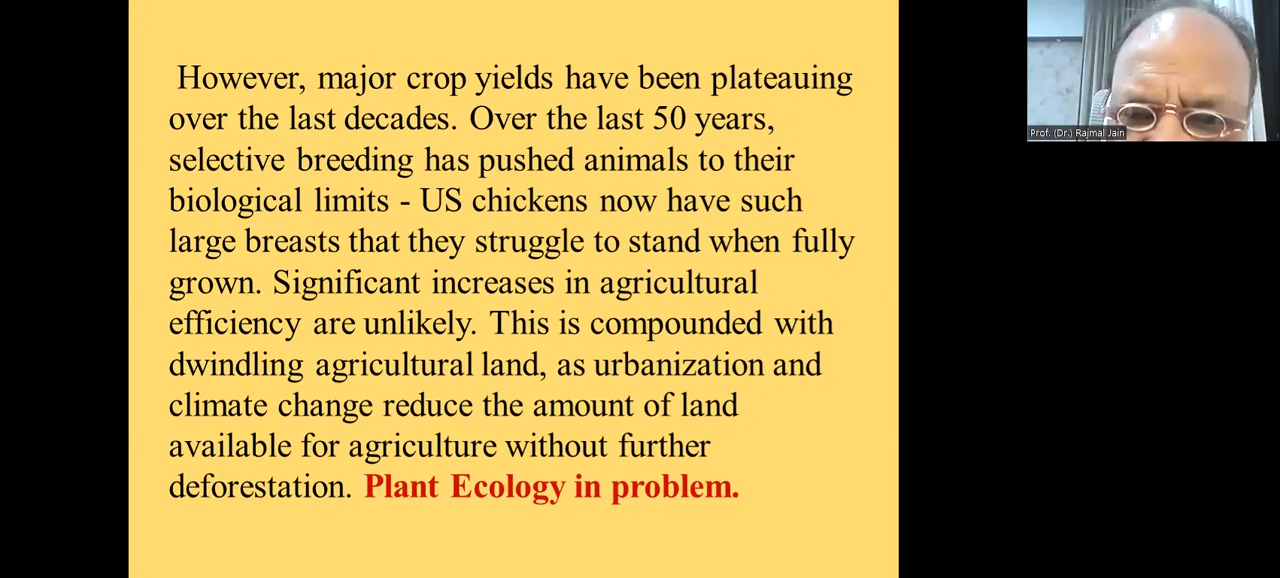 However, major crop yields have been plateauing
over the last decades. Over the last 50 years,
selective breeding has pushed animals to their
biological limits - US chickens now have such
large breasts that they struggle to stand when fully
grown. Significant increases in agricultural
efficiency are unlikely. This is compounded with
dwindling agricultural land, as urbanization and
climate change reduce the amount of land
available for agriculture without further
deforestation. Plant Ecology in problem.
Prof. (Dr.) Rajmal Jain